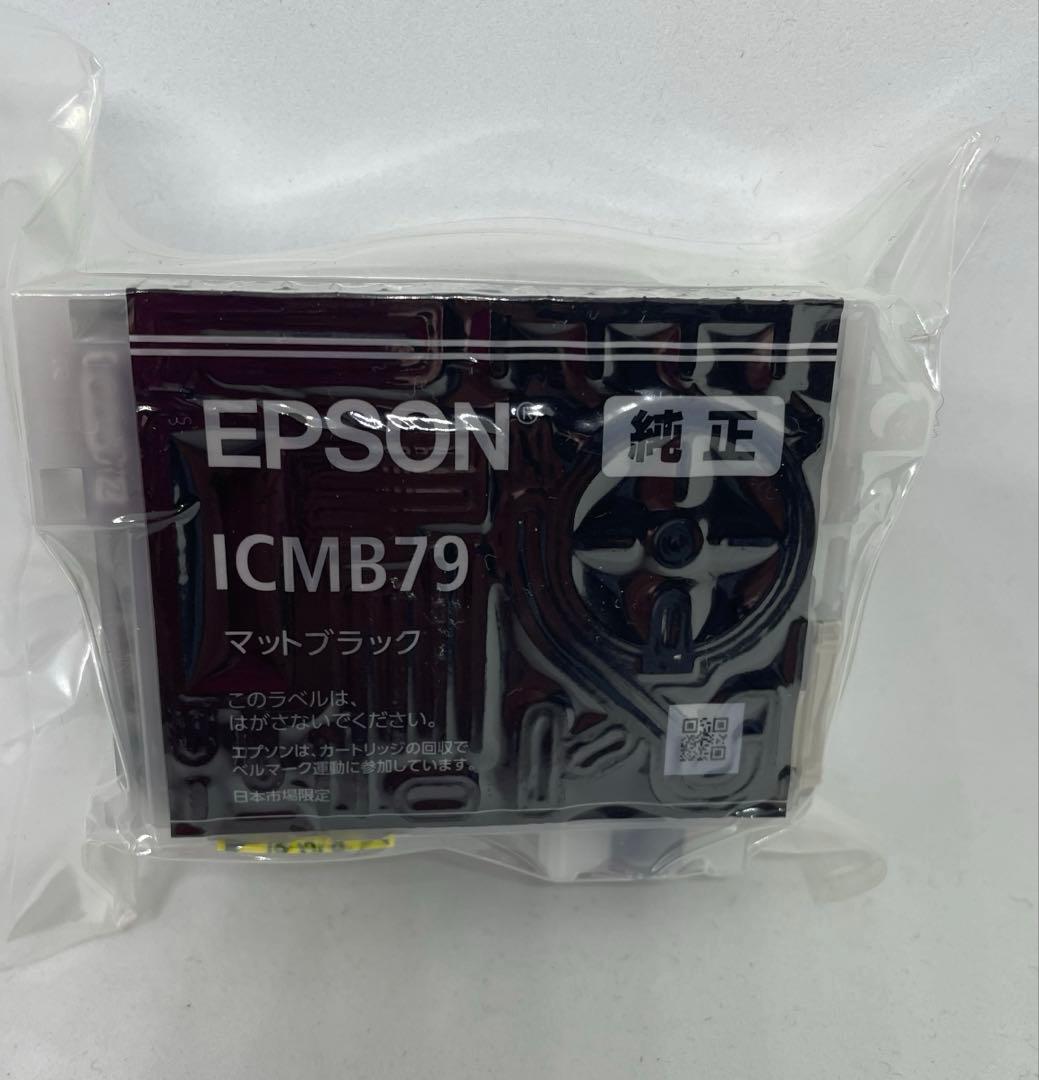 EPSON®
純正
ICMB79
マットブラック
このラベルは、
はがさないでください。
エプソンは、カートリッジの回収で
ベルマーク運動に参加しています。
日本市場限定